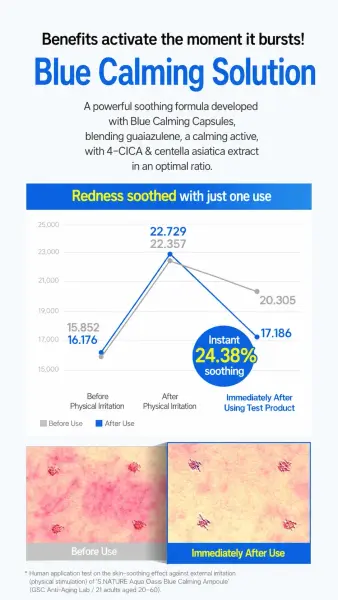 Benefits activate the moment it bursts!
Blue Calming Solution
A powerful soothing formula developed
with Blue Calming Capsules,
blending guaiazulene, a calming active,
with 4-CICA & centella asiatica extract
in an optimal ratio.
Redness soothed with just one use
25,000
23,000
21,000
19,000
17,000
15,000
22.729
22.357
20.305
15.852
16.176
17.186
Instant
24.38%
soothing
Before
Physical Irritation
After
Physical Irritation
Immediately After
Using Test Product
Before Use
After Use
Before Use
Immediately After Use
* Human application test on the skin-soothing effect against external irritation
(physical stimulation) of 'S.NATURE Aqua Oasis Blue Calming Ampoule'
(GSC Anti-Aging Lab / 21 adults aged 20-60).